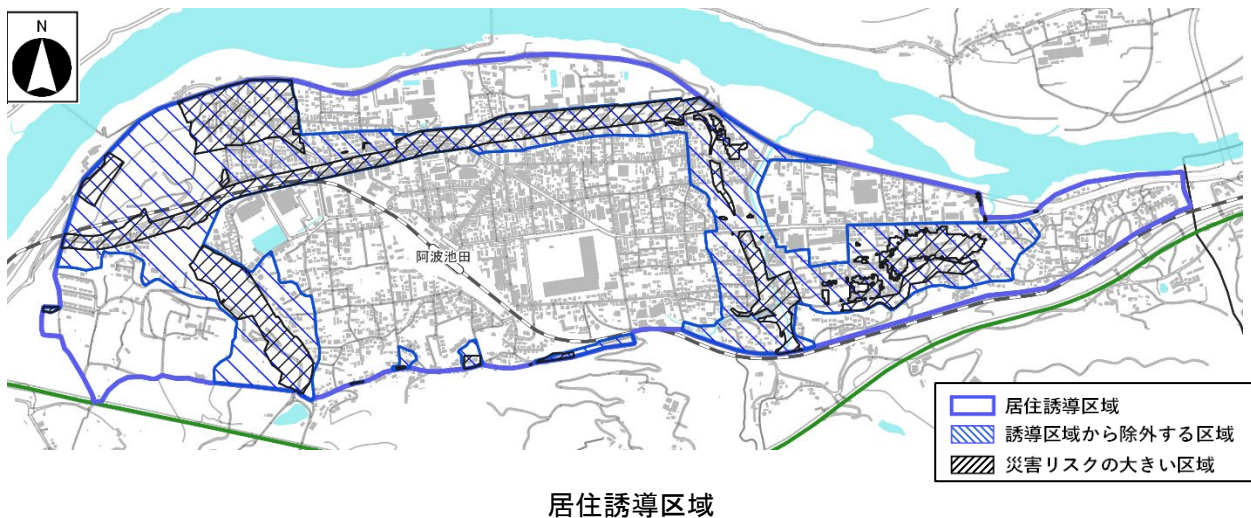 N
阿波池田
居住誘導区域
誘導区域から除外する区域
災害リスクの大きい区域
居住誘導区域